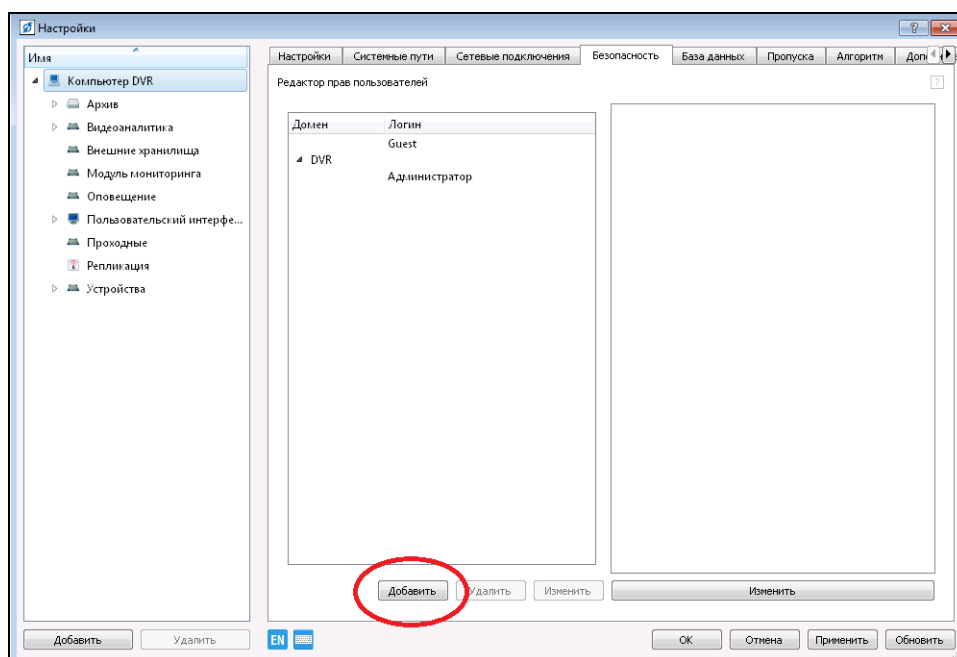 Настройки
Имя
Компьютер DVR
Архив
Видеоаналитика
Внешние хранилища
Модуль мониторинга
Оповещение
Пользовательский интерфе...
Проходные
Репликация
Устройства
Настройки Системные пути Сетевые подключения Безопасность База данных Пропуска Алгоритм
Редактор прав пользователей
Домен Логин
Guest
DVR
Администратор
Добавить Удалить Изменить Изменить
Добавить Удалить EN ОК Отмена Применить Обновить